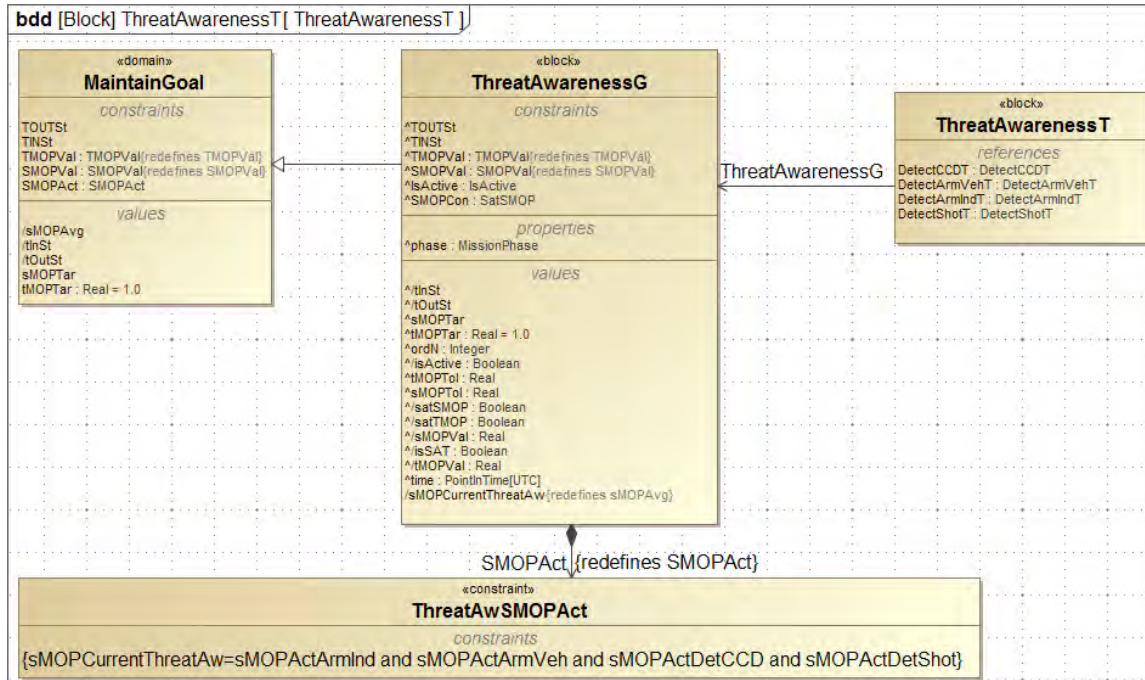 bdd [Block] ThreatAwarenessT[ ThreatAwarenessT ]
«domain»
MaintainGoal
constraints
TOUTSt
TINSt
TMOPVal : TMOPVal{redefines TMOPVal}
SMOPVal : SMOPVal{redefines SMOPVal}
SMOPAct : SMOPAct
values
/sMOPAvg
/tInSt
/tOutSt
sMOPTar
tMOPTar : Real = 1.0
«block»
ThreatAwarenessG
constraints
^TOUTSt
^TINSt
^TMOPVal : TMOPVal{redefines TMOPVal}
^SMOPVal : SMOPVal{redefines SMOPVal}
^IsActive : IsActive
^SMOPCon : SatSMOP
properties
^phase : MissionPhase
values
^/tInSt
^/tOutSt
^sMOPTar
^tMOPTar : Real = 1.0
^ordN : Integer
^/isActive : Boolean
^tMOPTol : Real
^sMOPTol : Real
^/satSMOP : Boolean
^/satTMOP : Boolean
^/sMOPVal : Real
^/isSAT : Boolean
^/tMOPVal : Real
^time : PointInTime[UTC]
/sMOPCurrentThreatAw{redefines sMOPAvg}
ThreatAwarenessG
«block»
ThreatAwarenessT
references
DetectCCDT : DetectCCDT
DetectArmVehT : DetectArmVehT
DetectArmIndT : DetectArmIndT
DetectShotT : DetectShotT
SMOPAct {redefines SMOPAct}
«constraint»
ThreatAwSMOPAct
constraints
{sMOPCurrentThreatAw=sMOPActArmInd and sMOPActArmVeh and sMOPActDetCCD and sMOPActDetShot}